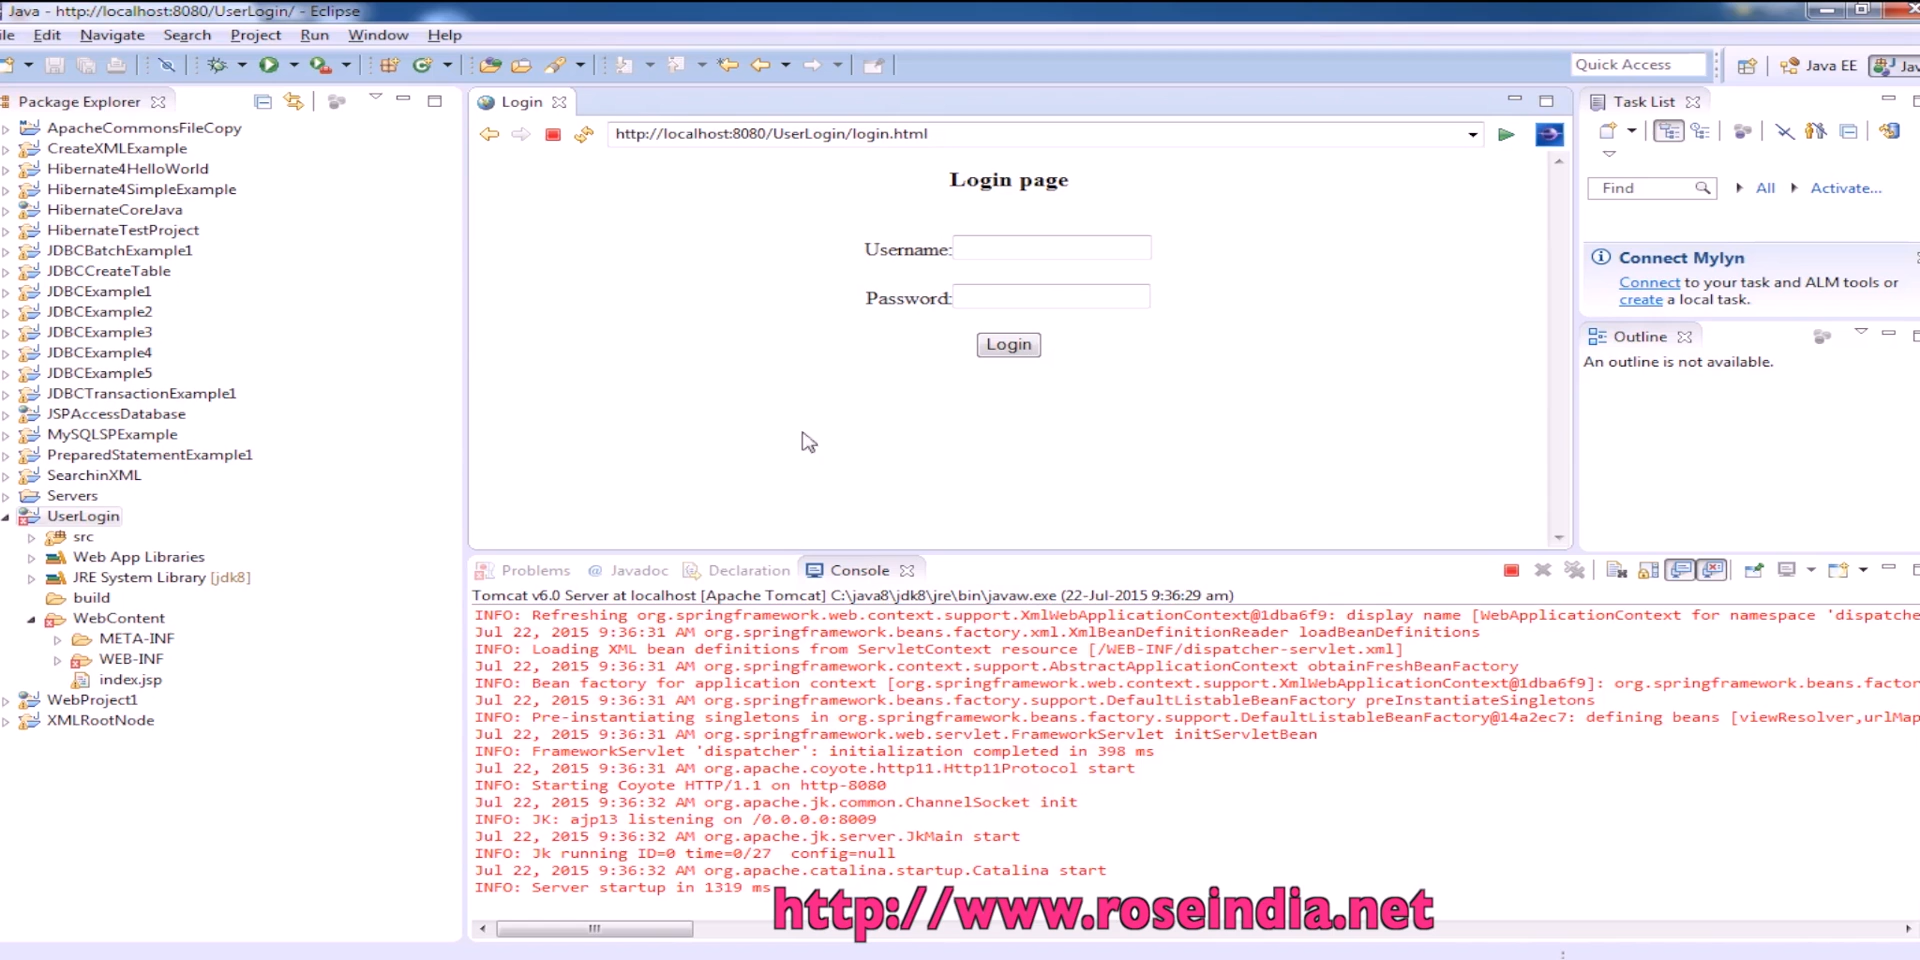 Java - http://localhost:8080/UserLogin/ - Eclipse
ile Edit Navigate Search Project Run Window Help
Quick Access
Java EE
Jav
Package Explorer
ApacheCommonsFileCopy
CreateXMLExample
Hibernate4HelloWorld
Hibernate4SimpleExample
HibernateCoreJava
HibernateTestProject
JDBCBatchExample1
JDBCCreateTable
JDBCExample1
JDBCExample2
JDBCExample3
JDBCExample4
JDBCExample5
JDBCTransactionExample1
JSPAccessDatabase
MySQLSPExample
PreparedStatementExample1
SearchinXML
Servers
UserLogin
src
Web App Libraries
JRE System Library [jdk8]
build
WebContent
META-INF
WEB-INF
index.jsp
WebProject1
XMLRootNode
Login
http://localhost:8080/UserLogin/login.html
Login page
Username:
Password:
Login
Task List
Find
All
Activate...
Connect Mylyn
Connect to your task and ALM tools or
create a local task.
Outline
An outline is not available.
Problems @ Javadoc Declaration Console
Tomcat v6.0 Server at localhost [Apache Tomcat] C:\java8\jdk8\jre\bin\javaw.exe (22-Jul-2015 9:36:29 am)
INFO: Refreshing org.springframework.web.context.support.XmlWebApplicationContext@1dba6f9: display name [WebApplicationContext for namespace 'dispatche
Jul 22, 2015 9:36:31 AM org.springframework.beans.factory.xml.XmlBeanDefinitionReader loadBeanDefinitions
INFO: Loading XML bean definitions from ServletContext resource [/WEB-INF/dispatcher-servlet.xml]
Jul 22, 2015 9:36:31 AM org.springframework.context.support.AbstractApplicationContext obtainFreshBeanFactory
INFO: Bean factory for application context [org.springframework.web.context.support.XmlWebApplicationContext@1dba6f9]: org.springframework.beans.factor
Jul 22, 2015 9:36:31 AM org.springframework.beans.factory.support.DefaultListableBeanFactory preInstantiateSingletons
INFO: Pre-instantiating singletons in org.springframework.beans.factory.support.DefaultListableBeanFactory@14a2ec7: defining beans [viewResolver,urlMap
Jul 22, 2015 9:36:31 AM org.springframework.web.servlet.FrameworkServlet initServletBean
INFO: FrameworkServlet 'dispatcher': initialization completed in 398 ms
Jul 22, 2015 9:36:31 AM org.apache.coyote.http11.Http11Protocol start
INFO: Starting Coyote HTTP/1.1 on http-8080
Jul 22, 2015 9:36:32 AM org.apache.jk.common.ChannelSocket init
INFO: JK: ajp13 listening on /0.0.0.0:8009
Jul 22, 2015 9:36:32 AM org.apache.jk.server.JkMain start
INFO: Jk running ID=0 time=0/27  config=null
Jul 22, 2015 9:36:32 AM org.apache.catalina.startup.Catalina start
INFO: Server startup in 1319 ms
http://www.roseindia.net